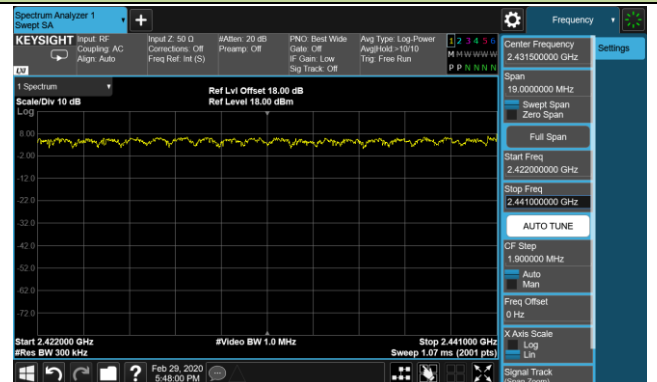 Spectrum Analyzer 1
Swept SA
Frequency
KEYSIGHT
Input: RF
Coupling: AC
Align: Auto
Input Z: 50 Ω
Corrections: Off
Freq Ref: Int (S)
#Atten: 20 dB
Preamp: Off
PNO: Best Wide
Gate: Off
IF Gain: Low
Sig Track: Off
Avg Type: Log-Power
Avg|Hold:>10/10
Trig: Free Run
1 2 3 4 5 6
M W W W W W
P P N N N N
LXI
1 Spectrum
Scale/Div 10 dB
Log
Ref Lvl Offset 18.00 dB
Ref Level 18.00 dBm
8.00
-2.00
-12.0
-22.0
-32.0
-42.0
-52.0
-62.0
-72.0
Start 2.422000 GHz
#Res BW 300 kHz
#Video BW 1.0 MHz
Stop 2.441000 GHz
Sweep 1.07 ms (2001 pts)
Feb 29, 2020
5:48:00 PM
Center Frequency
2.431500000 GHz
Settings
Span
19.0000000 MHz
Swept Span
Zero Span
Full Span
Start Freq
2.422000000 GHz
Stop Freq
2.441000000 GHz
AUTO TUNE
CF Step
1.900000 MHz
Auto
Man
Freq Offset
0 Hz
X Axis Scale
Log
Lin
Signal Track
(Span Zoom)